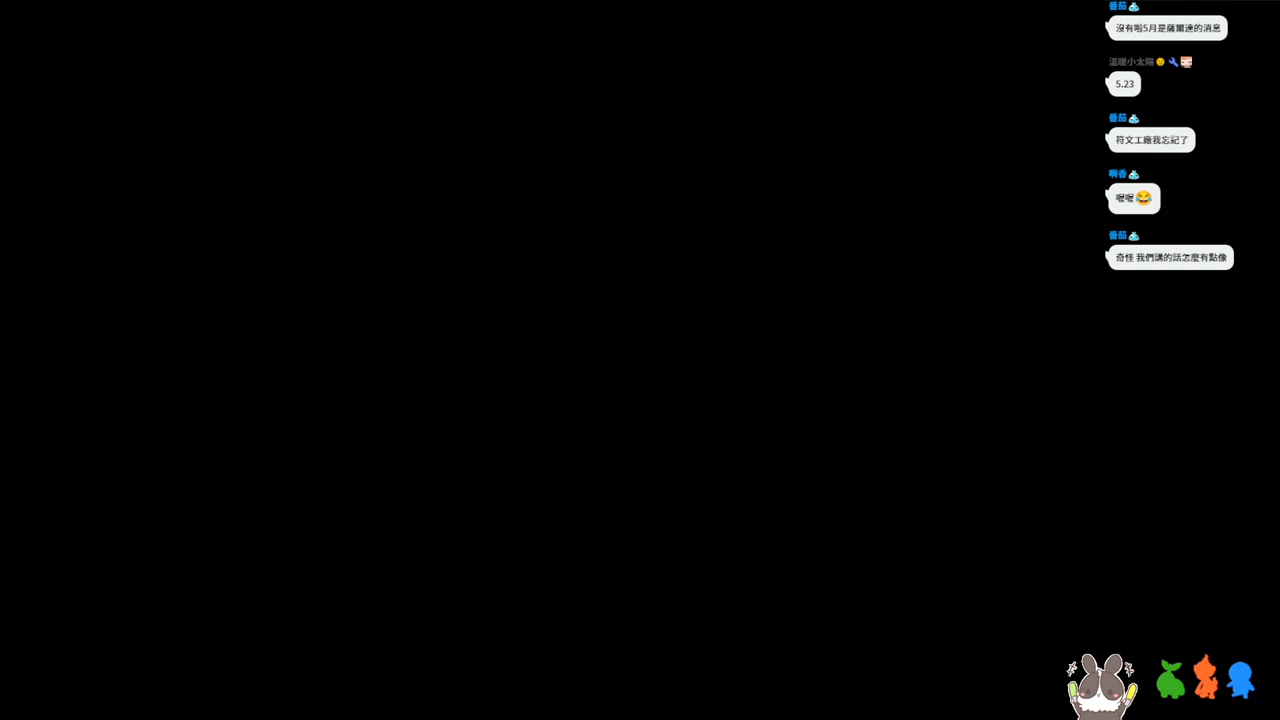 番茄
沒有啦5月是薩爾達的消息
溫暖小太陽
5.23
番茄
符文工廠我忘記了
啊香
喔喔😂
番茄
奇怪 我們講的話怎麼有點像